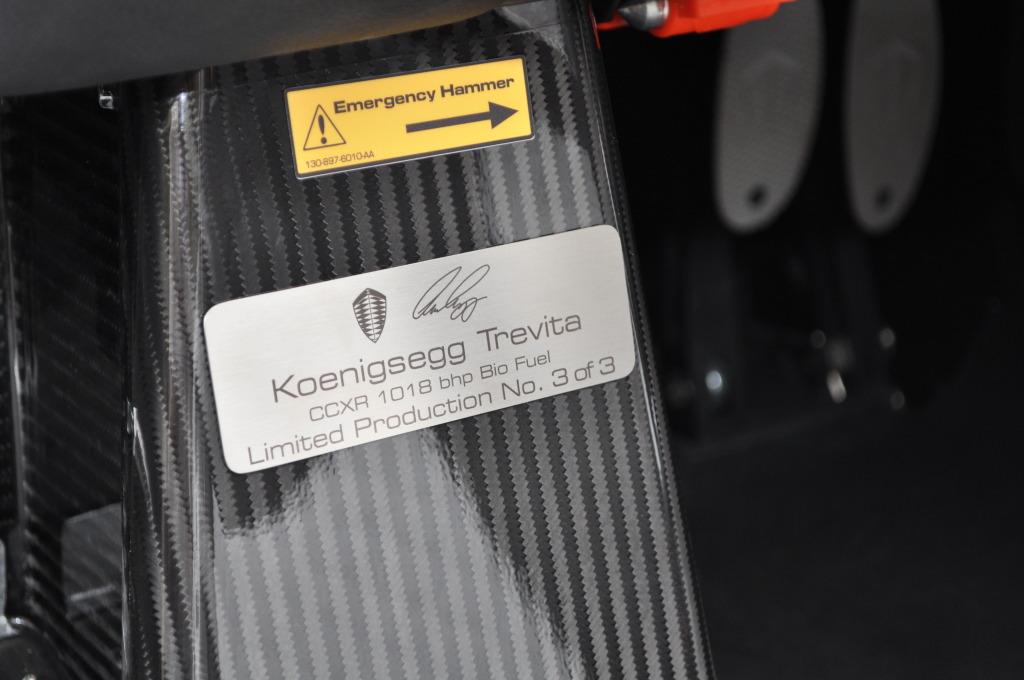 Emergency Hammer
130-897-6010-AA
Koenigsegg Trevita
CCXR 1018 bhp Bio Fuel
Limited Production No. 3 of 3